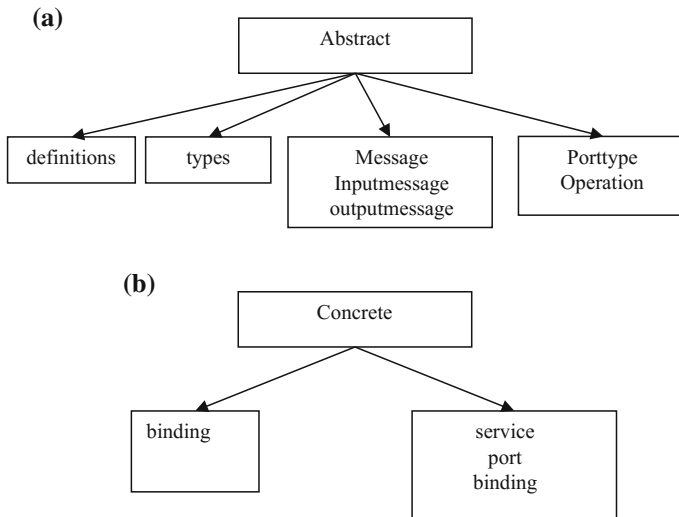 (a)
Abstract
definitions
types
Message
Inputmessage
outputmessage
Porttype
Operation
(b)
Concrete
binding
service
port
binding